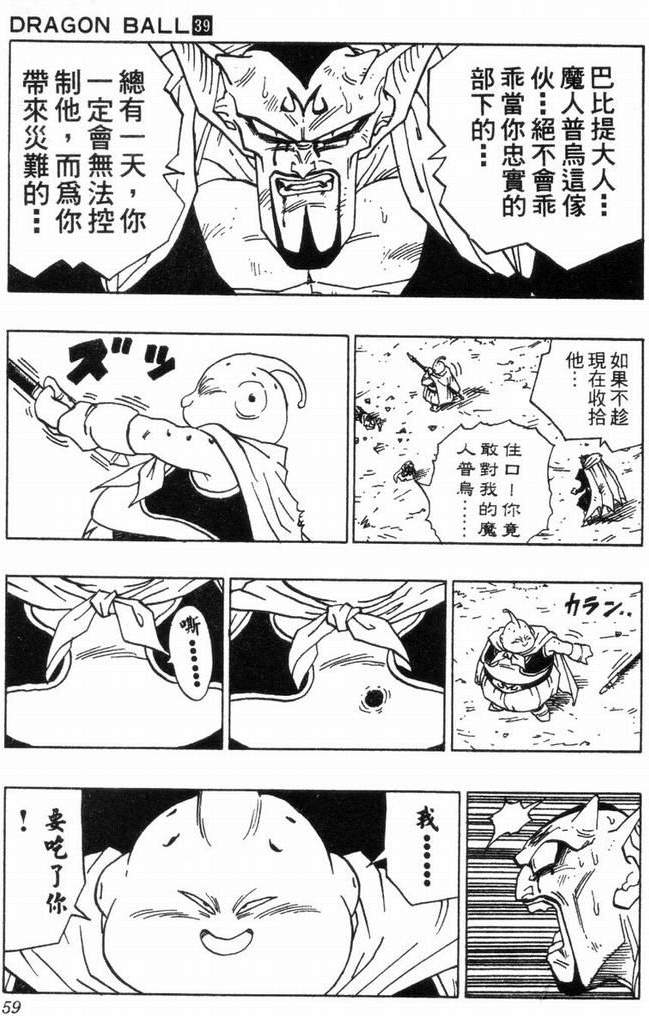 DRAGON BALL 39
巴比提大人⋯
魔人普烏這傢
伙⋯絕不會乖
乖當你忠實的
部下的⋯
總有一天，你
一定會無法控
制他，而為你
帶來災難的⋯
如果不趁
現在收拾
他⋯
住口！你竟
敢對我的魔
人普烏⋯⋯
ズッ
カラン..
嘶⋯⋯
我⋯⋯
要吃了你
！
59